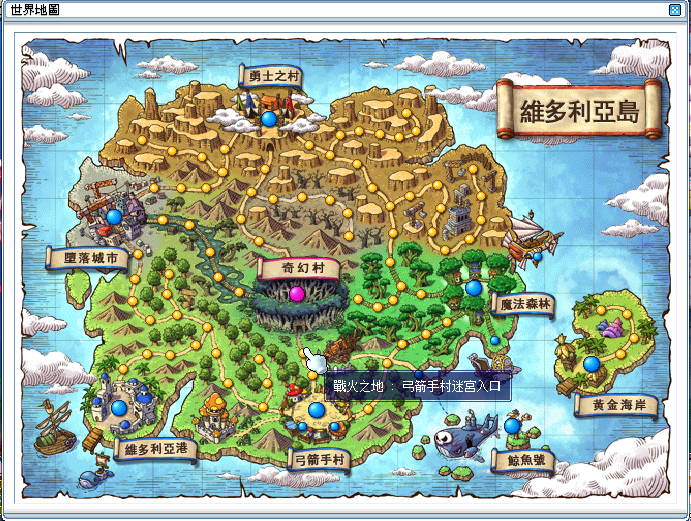 世界地圖
勇士之村
維多利亞島
墮落城市
奇幻村
魔法森林
戰火之地 : 弓箭手村迷宮入口
黃金海岸
維多利亞港
弓箭手村
鯨魚號